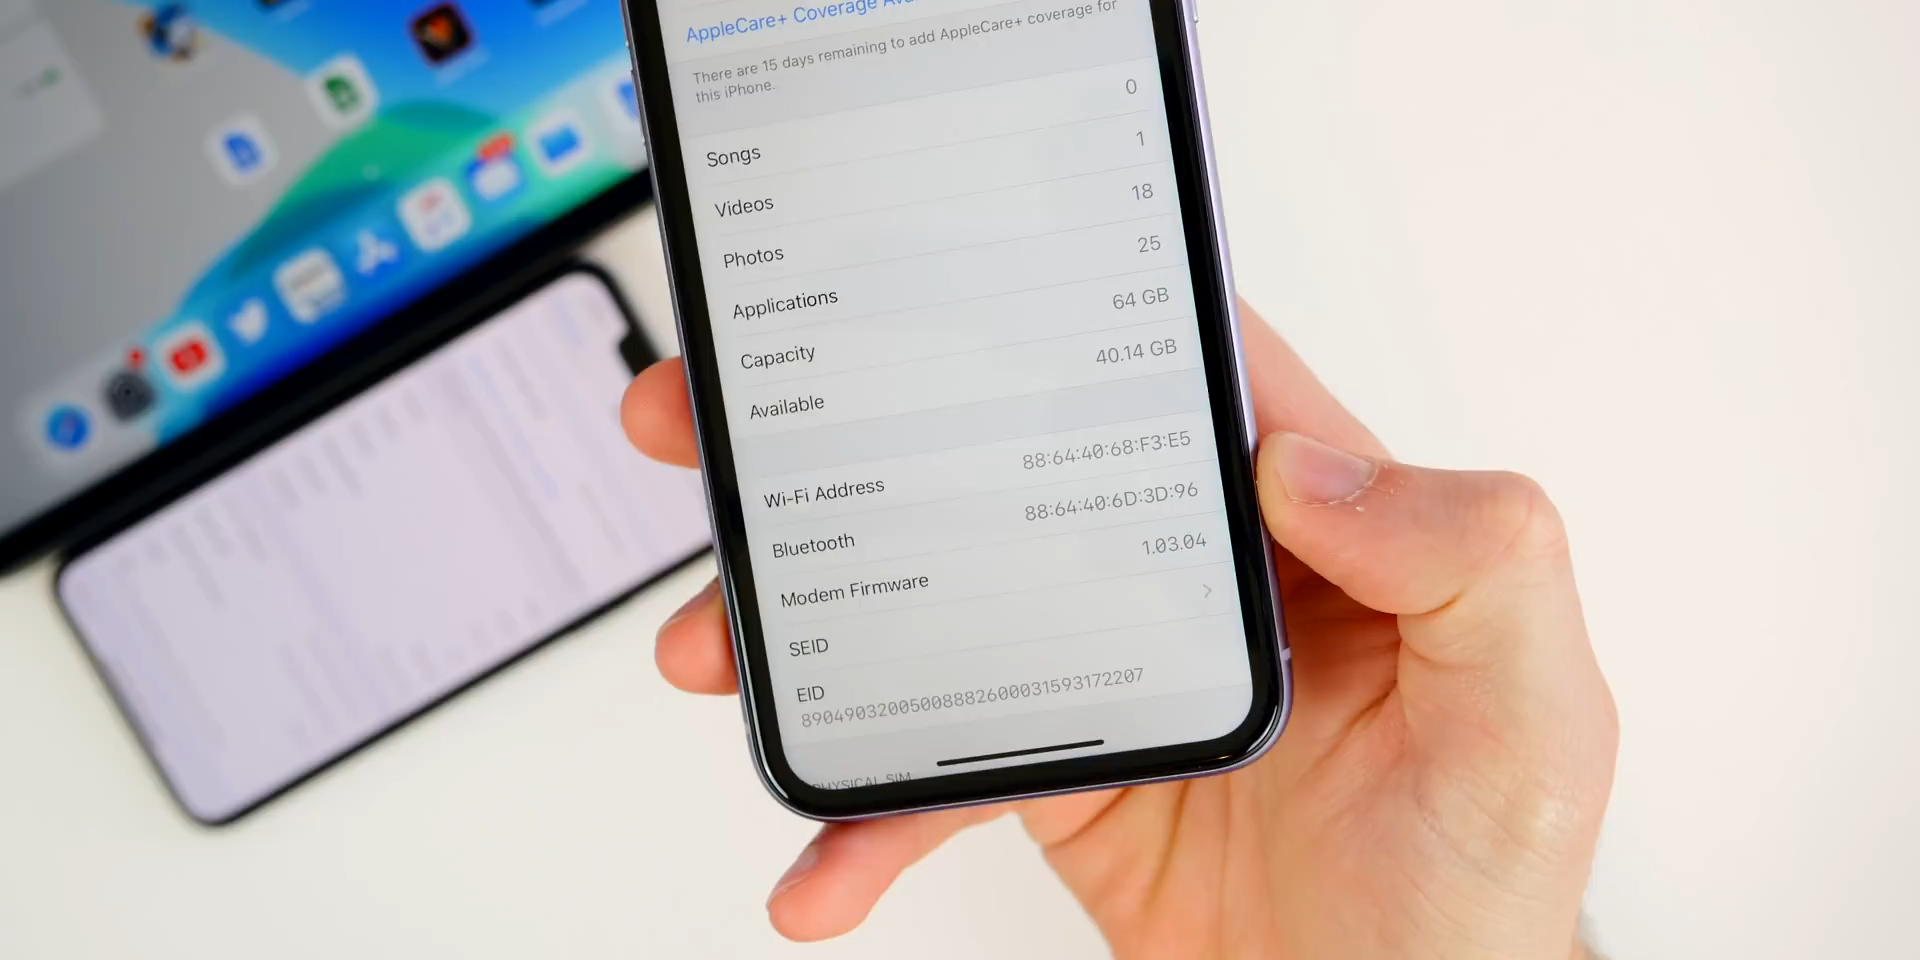 AppleCare+ Coverage
There are 15 days remaining to add AppleCare+ coverage for
this iPhone.
Songs 0
Videos 1
Photos 18
Applications 25
Capacity 64 GB
Available 40.14 GB
Wi-Fi Address 88:64:40:68:F3:E5
Bluetooth 88:64:40:6D:3D:96
Modem Firmware 1.03.04
SEID
EID
89049032005008882600031593172207
PHYSICAL SIM